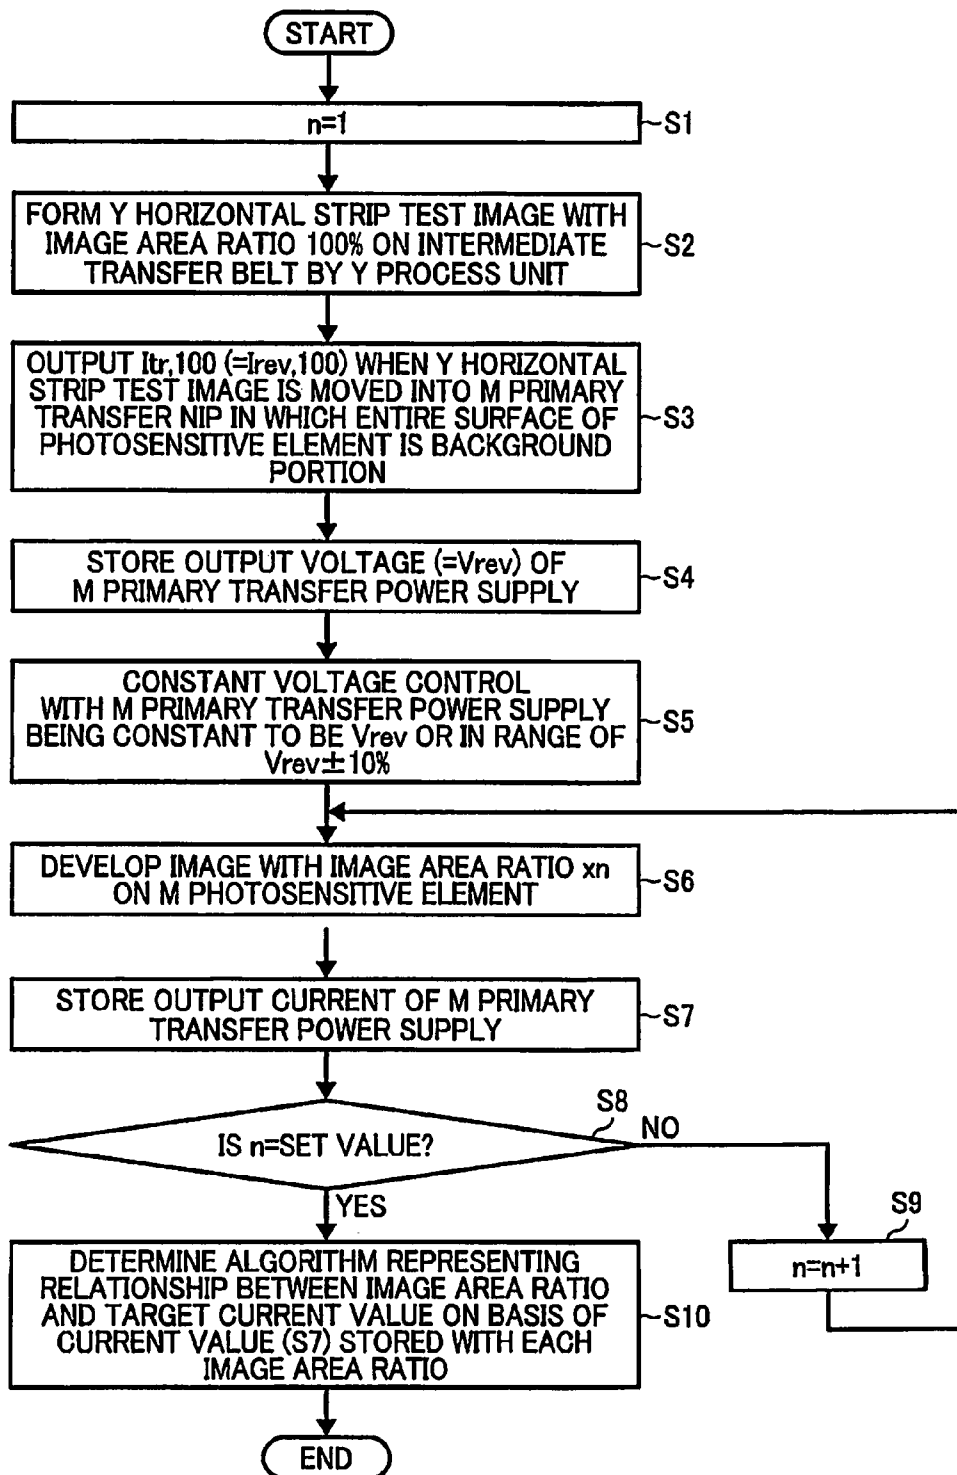 START
n=1
S1
FORM Y HORIZONTAL STRIP TEST IMAGE WITH
IMAGE AREA RATIO 100% ON INTERMEDIATE
TRANSFER BELT BY Y PROCESS UNIT
S2
OUTPUT Itr,100 (=Irev,100) WHEN Y HORIZONTAL
STRIP TEST IMAGE IS MOVED INTO M PRIMARY
TRANSFER NIP IN WHICH ENTIRE SURFACE OF
PHOTOSENSITIVE ELEMENT IS BACKGROUND
PORTION
S3
STORE OUTPUT VOLTAGE (=Vrev) OF
M PRIMARY TRANSFER POWER SUPPLY
S4
CONSTANT VOLTAGE CONTROL
WITH M PRIMARY TRANSFER POWER SUPPLY
BEING CONSTANT TO BE Vrev OR IN RANGE OF
Vrev±10%
S5
DEVELOP IMAGE WITH IMAGE AREA RATIO xn
ON M PHOTOSENSITIVE ELEMENT
S6
STORE OUTPUT CURRENT OF M PRIMARY
TRANSFER POWER SUPPLY
S7
IS n=SET VALUE?
S8
NO
YES
S9
n=n+1
DETERMINE ALGORITHM REPRESENTING
RELATIONSHIP BETWEEN IMAGE AREA RATIO
AND TARGET CURRENT VALUE ON BASIS OF
CURRENT VALUE (S7) STORED WITH EACH
IMAGE AREA RATIO
S10
END